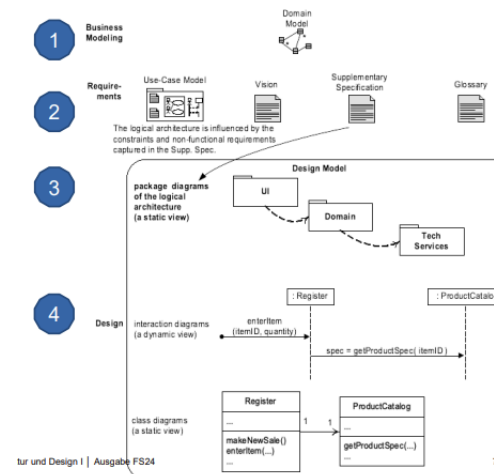 1
Business
Modeling
Domain
Model
*
*
2
Require-
ments
Use-Case Model
Vision
Supplementary
Specification
Glossary
The logical architecture is influenced by the
constraints and non-functional requirements
captured in the Supp. Spec.
3
Design Model
package diagrams
of the logical
architecture
(a static view)
UI
Domain
Tech
Services
4
Design
interaction diagrams
(a dynamic view)
: Register
: ProductCatalo
enterItem
(itemID, quantity)
spec = getProductSpec( itemID )
class diagrams
(a static view)
Register
...
makeNewSale()
enterItem(...)
...
1
1
ProductCatalog
...
getProductSpec(...)
...
tur und Design I | Ausgabe FS24